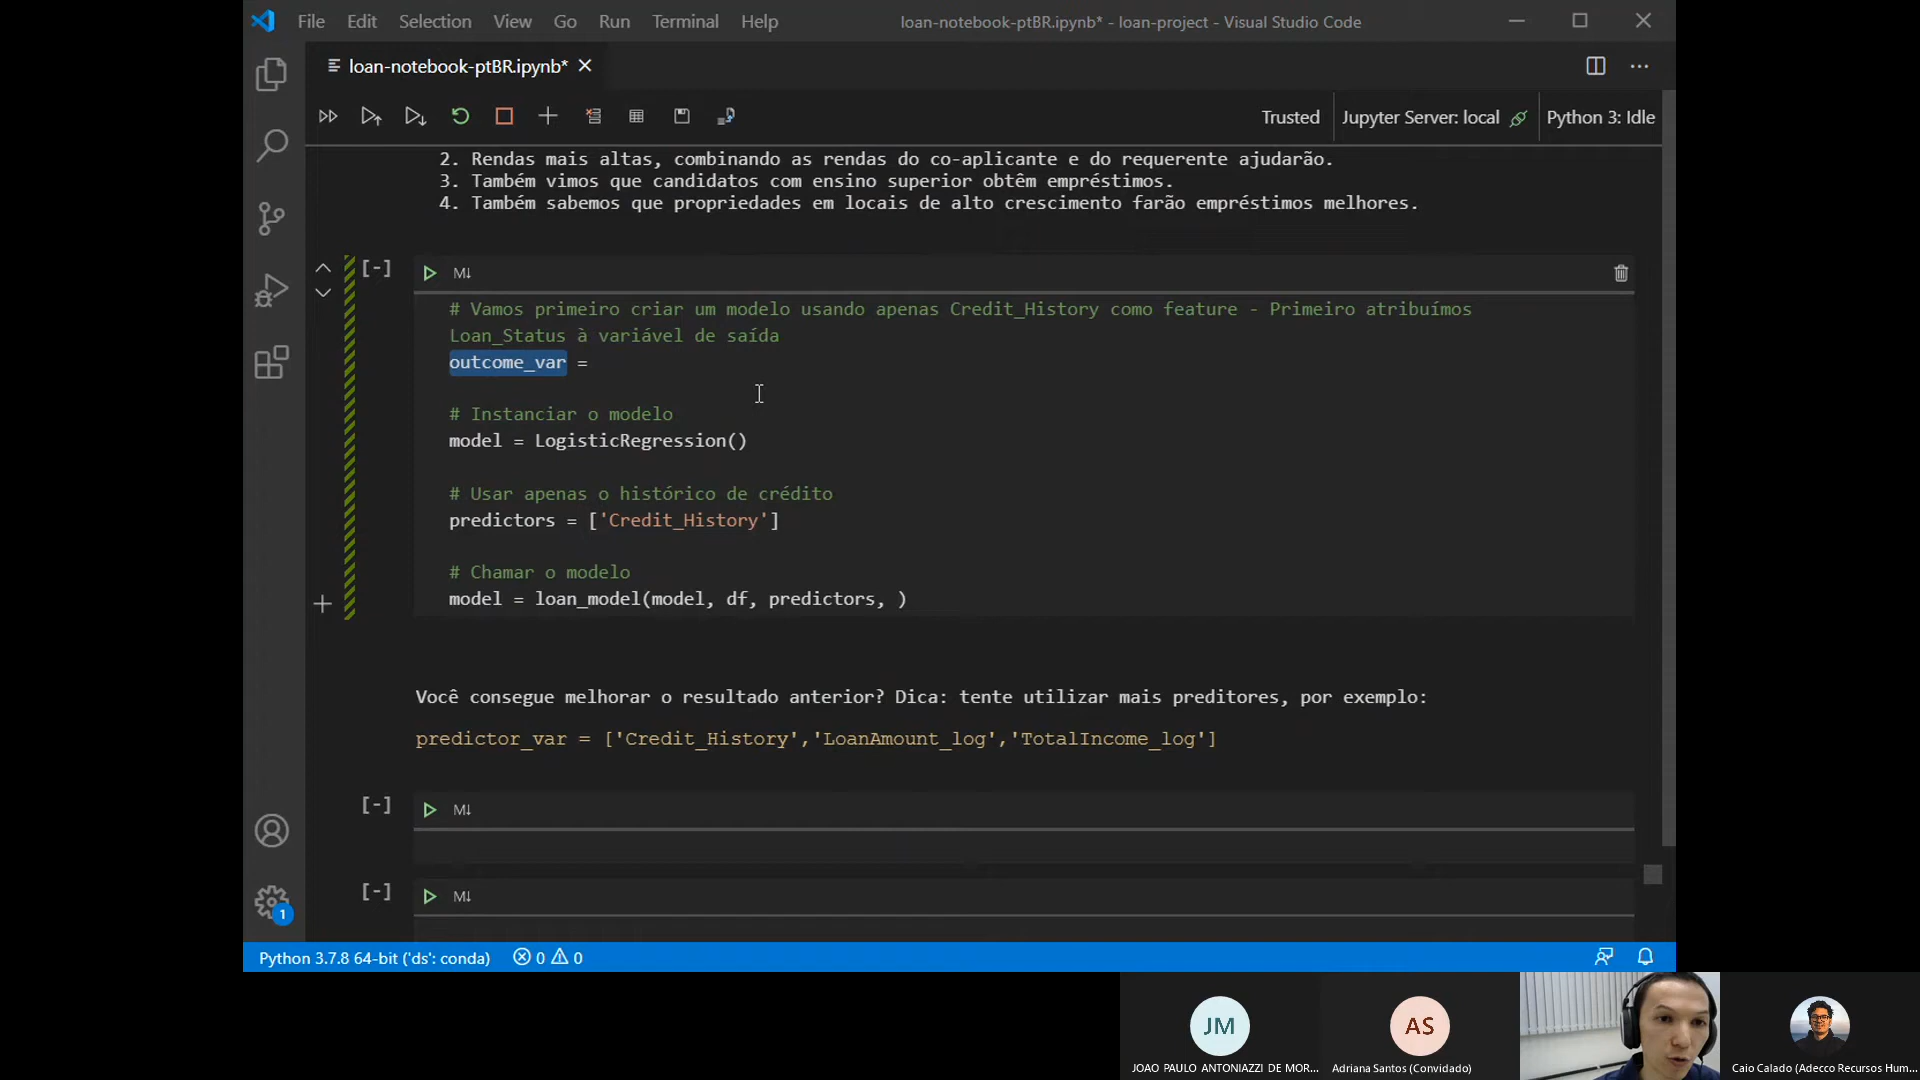 File Edit Selection View Go Run Terminal Help
loan-notebook-ptBR.ipynb* - loan-project - Visual Studio Code
loan-notebook-ptBR.ipynb*
Trusted
Jupyter Server: local
Python 3: Idle
2. Rendas mais altas, combinando as rendas do co-aplicante e do requerente ajudarão.
3. Também vimos que candidatos com ensino superior obtêm empréstimos.
4. Também sabemos que propriedades em locais de alto crescimento farão empréstimos melhores.
[-]
M↓
# Vamos primeiro criar um modelo usando apenas Credit_History como feature - Primeiro atribuímos
Loan_Status à variável de saída
outcome_var =
# Instanciar o modelo
model = LogisticRegression()
# Usar apenas o histórico de crédito
predictors = ['Credit_History']
# Chamar o modelo
model = loan_model(model, df, predictors, )
Você consegue melhorar o resultado anterior? Dica: tente utilizar mais preditores, por exemplo:
predictor_var = ['Credit_History','LoanAmount_log','TotalIncome_log']
[-]
M↓
[-]
M↓
1
Python 3.7.8 64-bit ('ds': conda)
0
0
JM
JOAO PAULO ANTONIAZZI DE MOR...
AS
Adriana Santos (Convidado)
Caio Calado (Adecco Recursos Hum...